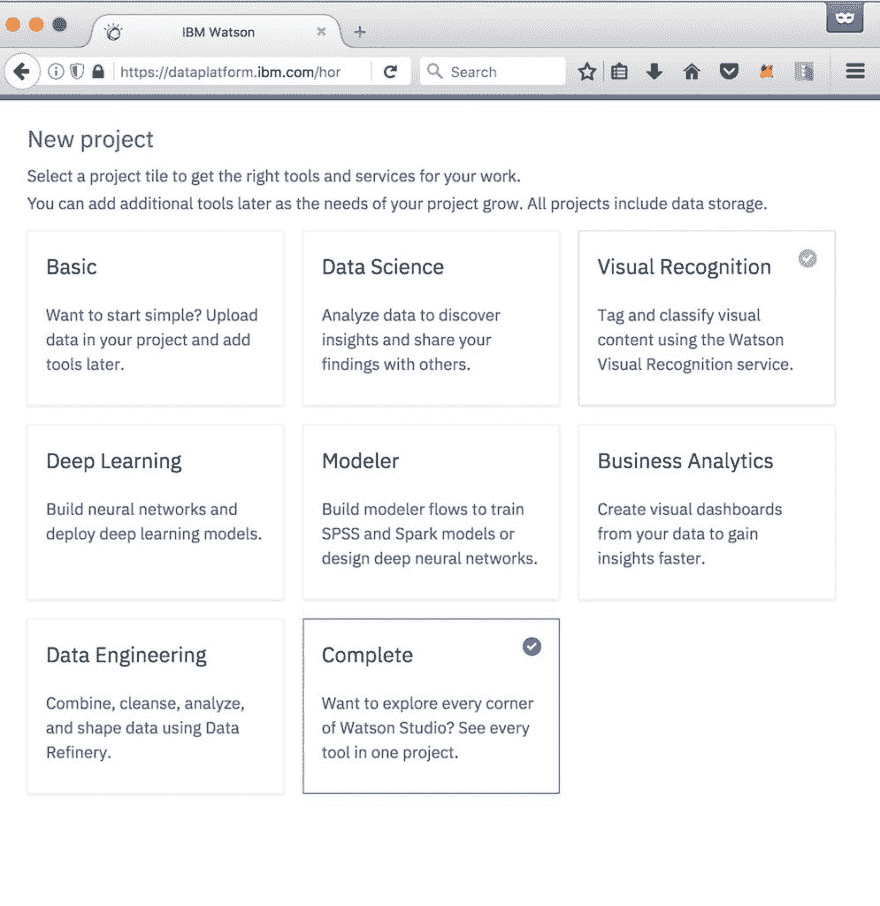 IBM Watson
https://dataplatform.ibm.com/hor
Search
New project
Select a project tile to get the right tools and services for your work.
You can add additional tools later as the needs of your project grow. All projects include data storage.
Basic
Want to start simple? Upload
data in your project and add
tools later.
Data Science
Analyze data to discover
insights and share your
findings with others.
Visual Recognition
Tag and classify visual
content using the Watson
Visual Recognition service.
Deep Learning
Build neural networks and
deploy deep learning models.
Modeler
Build modeler flows to train
SPSS and Spark models or
design deep neural networks.
Business Analytics
Create visual dashboards
from your data to gain
insights faster.
Data Engineering
Combine, cleanse, analyze,
and shape data using Data
Refinery.
Complete
Want to explore every corner
of Watson Studio? See every
tool in one project.